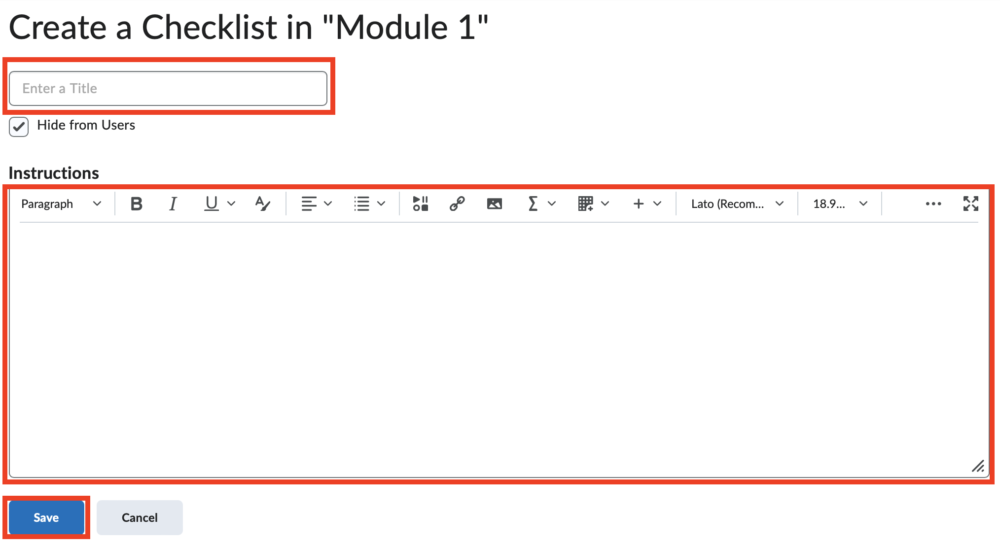 Create a Checklist in "Module 1"
Enter a Title
Hide from Users
Instructions
Paragraph B I U A Σ + Lato (Recom... 18.9... •••
Save Cancel